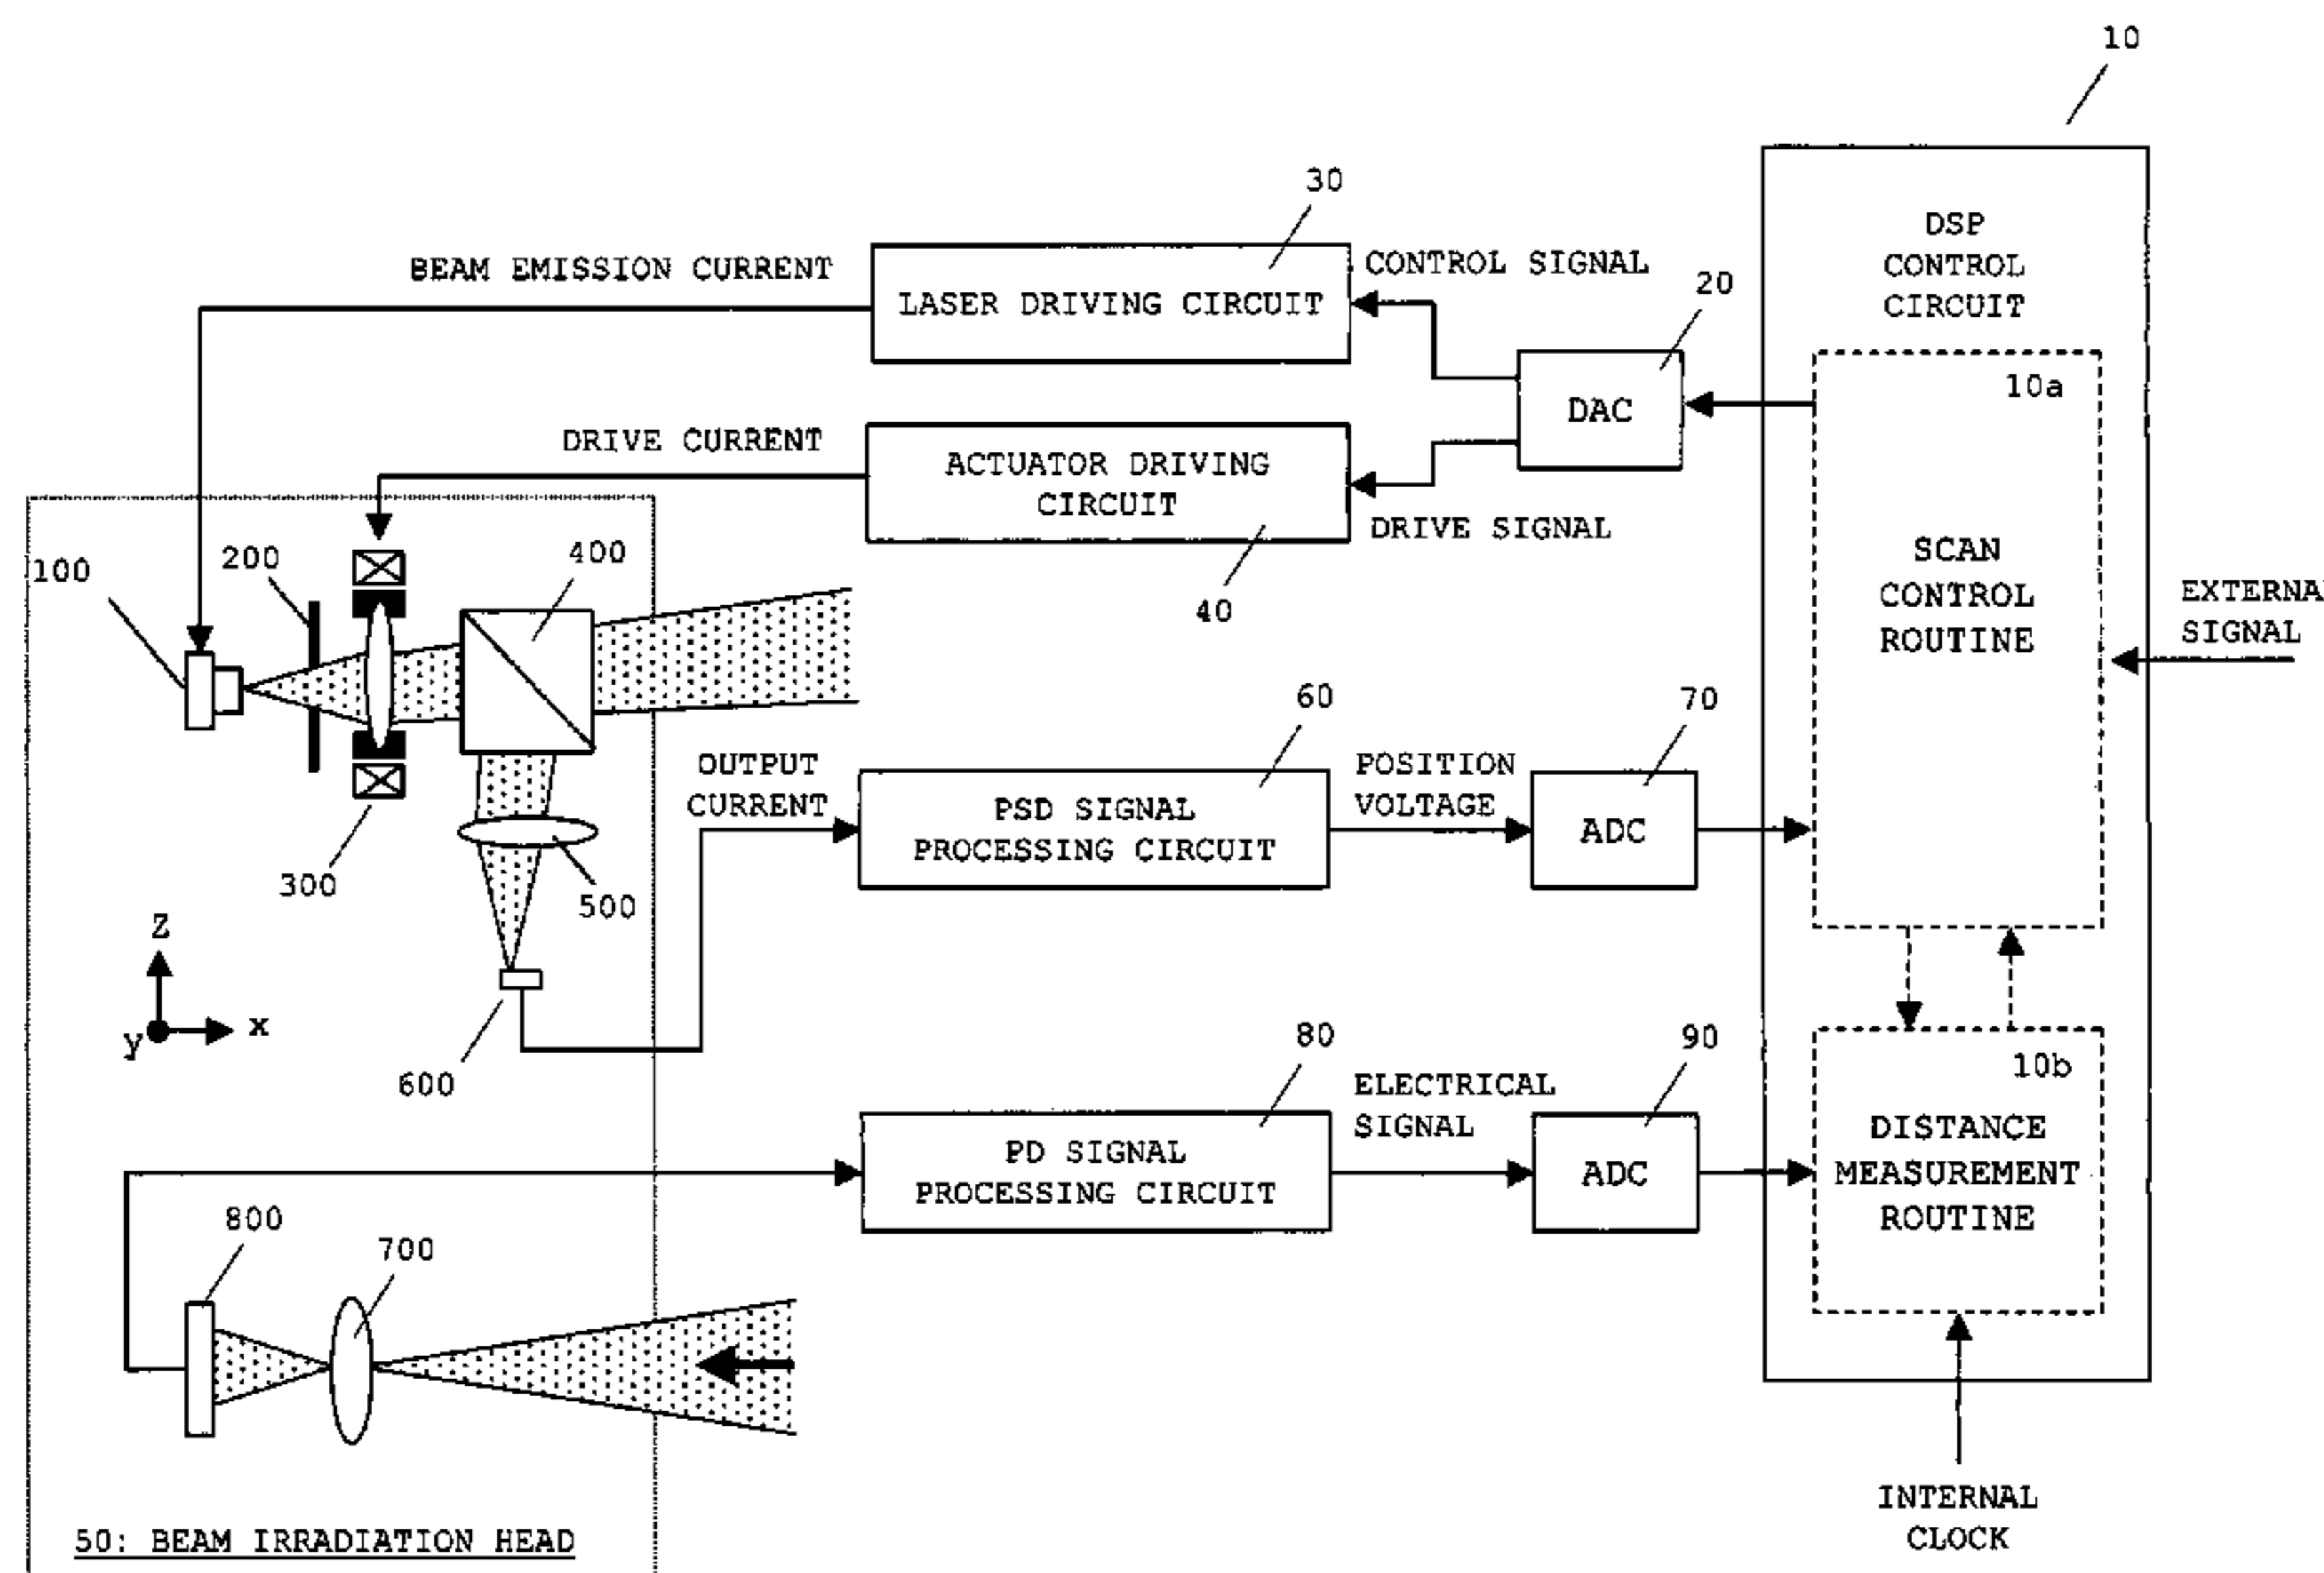 10
DSP
CONTROL
CIRCUIT
30
BEAM EMISSION CURRENT
LASER DRIVING CIRCUIT
CONTROL SIGNAL
20
DAC
10a
SCAN
CONTROL
ROUTINE
DRIVE CURRENT
ACTUATOR DRIVING
CIRCUIT
DRIVE SIGNAL
40
EXTERNA
SIGNAL
100
200
400
300
500
600
OUTPUT
CURRENT
60
PSD SIGNAL
PROCESSING CIRCUIT
POSITION
VOLTAGE
70
ADC
Z
y
x
80
PD SIGNAL
PROCESSING CIRCUIT
ELECTRICAL
SIGNAL
90
ADC
10b
DISTANCE
MEASUREMENT
ROUTINE
800
700
INTERNAL
CLOCK
50: BEAM IRRADIATION HEAD